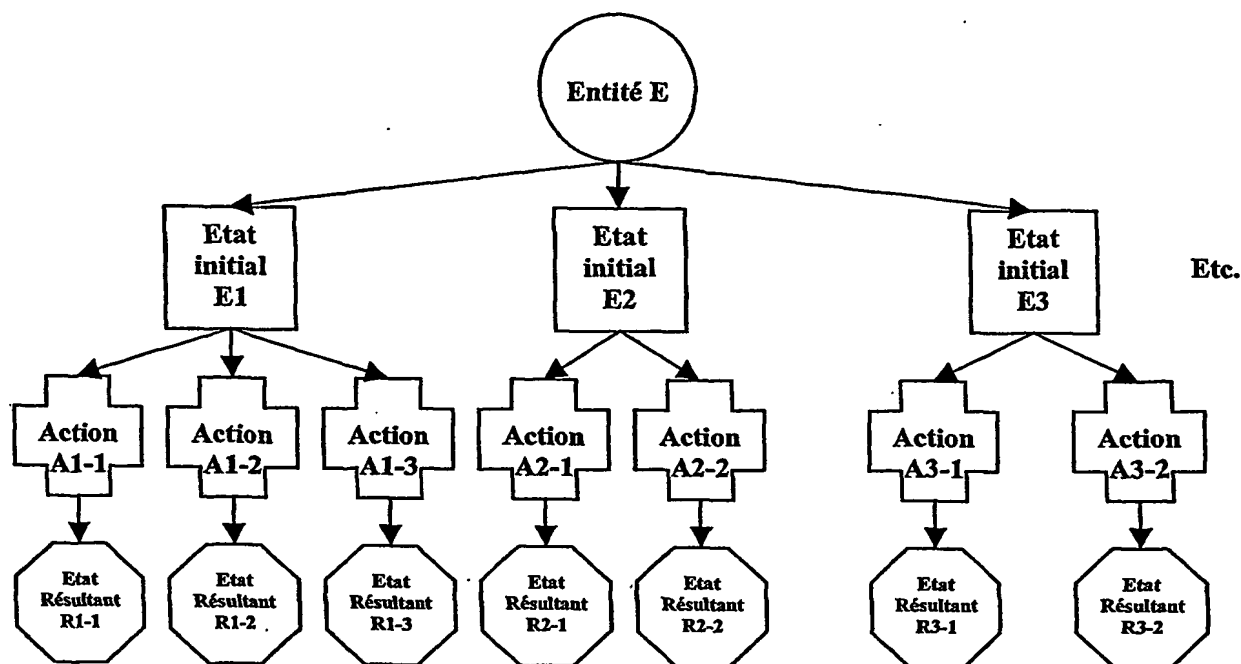 Entité E
Etat
initial
E1
Etat
initial
E2
Etat
initial
E3
Etc.
Action
A1-1
Action
A1-2
Action
A1-3
Action
A2-1
Action
A2-2
Action
A3-1
Action
A3-2
Etat
Résultant
R1-1
Etat
Résultant
R1-2
Etat
Résultant
R1-3
Etat
Résultant
R2-1
Etat
Résultant
R2-2
Etat
Résultant
R3-1
Etat
Résultant
R3-2